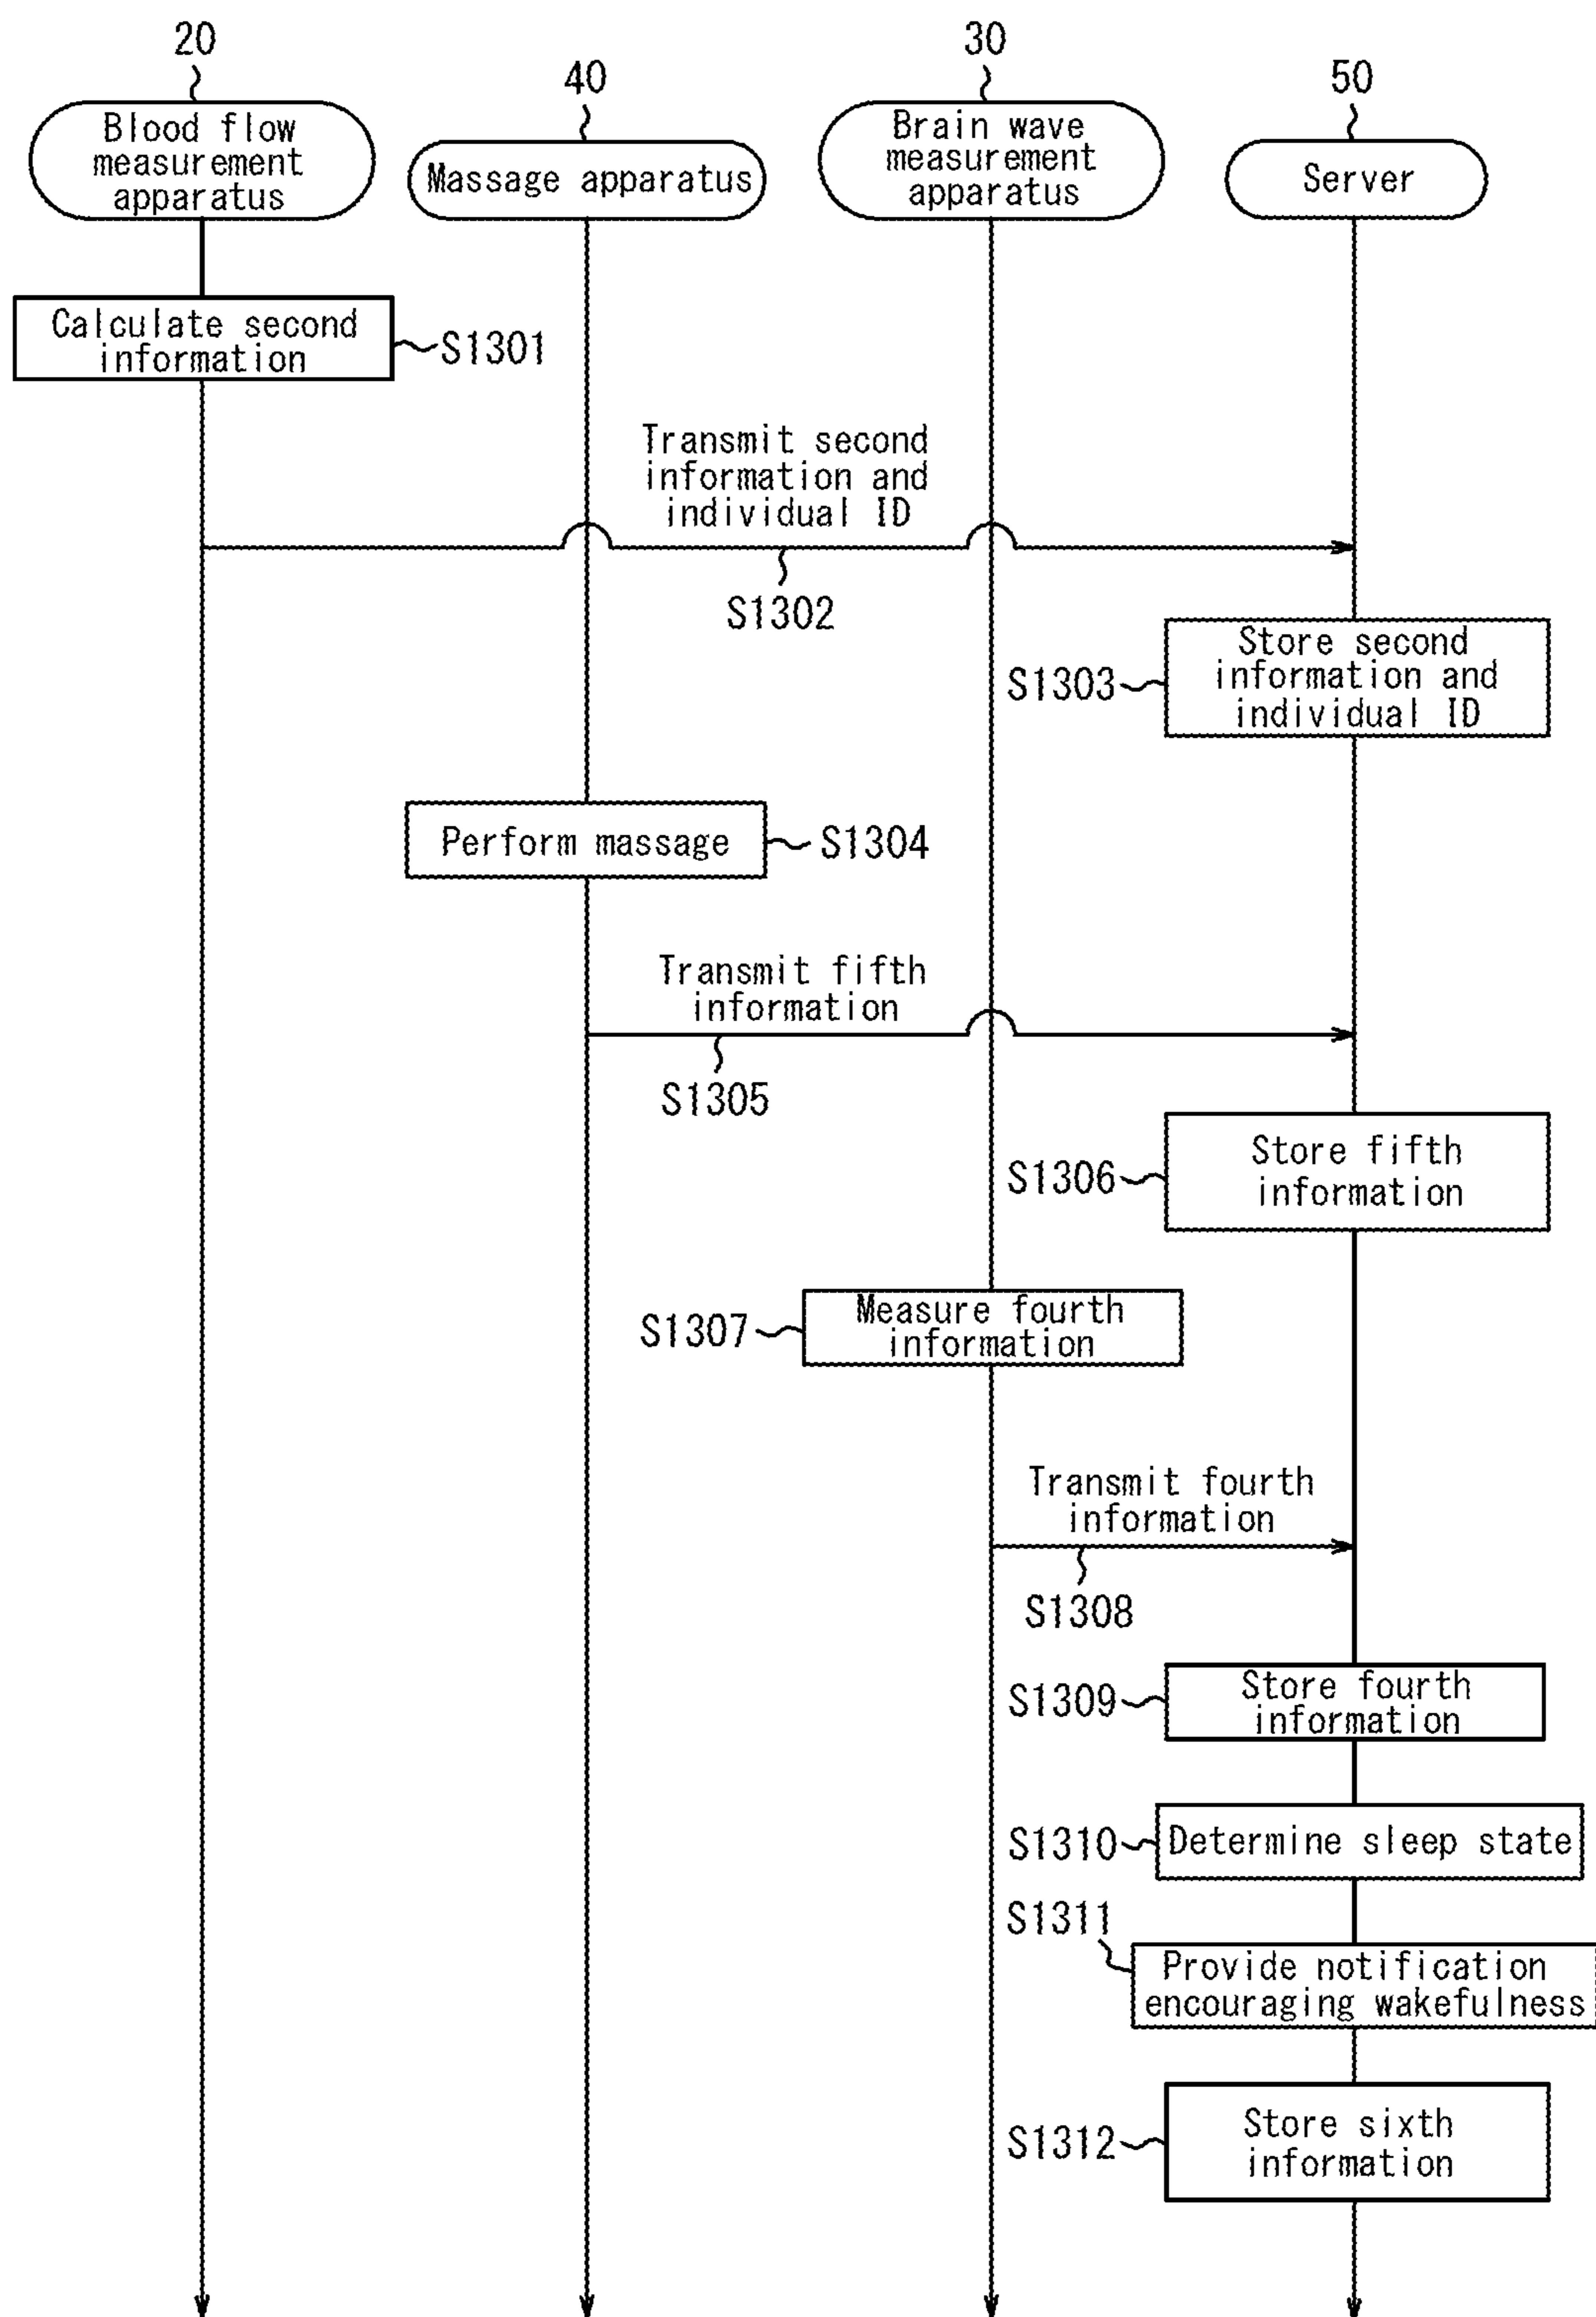 20
40
30
50
Blood flow
measurement
apparatus
Massage apparatus
Brain wave
measurement
apparatus
Server
Calculate second
information
S1301
Transmit second
information and
individual ID
S1302
Store second
information and
individual ID
S1303
Perform massage
S1304
Transmit fifth
information
S1305
Store fifth
information
S1306
Measure fourth
information
S1307
Transmit fourth
information
S1308
Store fourth
information
S1309
S1310
Determine sleep state
S1311
Provide notification
encouraging wakefulness
Store sixth
information
S1312